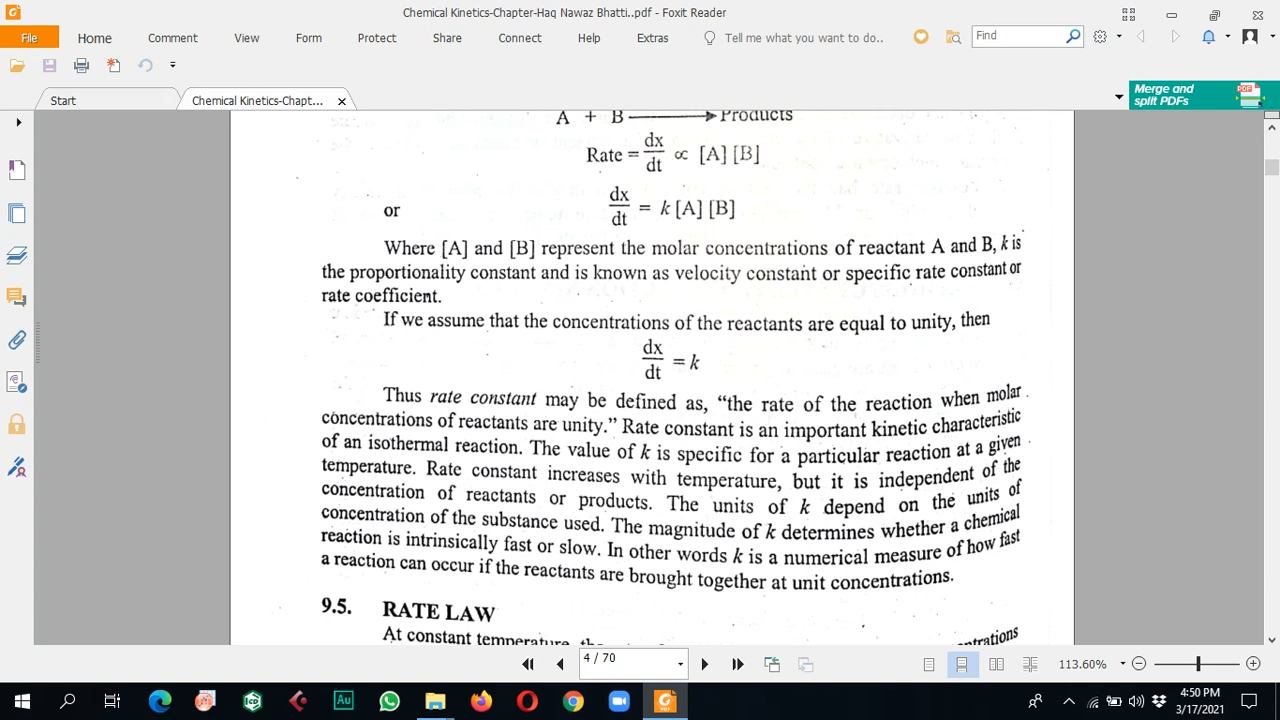 Chemical Kinetics-Chapter-Haq Nawaz Bhatti..pdf - Foxit Reader
File Home Comment View Form Protect Share Connect Help Extras Tell me what you want to do.. Find
Start Chemical Kinetics-Chapt... Merge and
split PDFs
A + B ⟶ Products
Rate = dx/dt ∝ [A] [B]
or dx/dt = k [A] [B]
Where [A] and [B] represent the molar concentrations of reactant A and B, k is
the proportionality constant and is known as velocity constant or specific rate constant or
rate coefficient.
If we assume that the concentrations of the reactants are equal to unity, then
dx/dt = k
Thus rate constant may be defined as, “the rate of the reaction when molar
concentrations of reactants are unity.” Rate constant is an important kinetic characteristic
of an isothermal reaction. The value of k is specific for a particular reaction at a given
temperature. Rate constant increases with temperature, but it is independent of the
concentration of reactants or products. The units of k depend on the units of
concentration of the substance used. The magnitude of k determines whether a chemical
reaction is intrinsically fast or slow. In other words k is a numerical measure of how fast
a reaction can occur if the reactants are brought together at unit concentrations.
9.5. RATE LAW
At constant temperature, the
4 / 70 113.60%
Au 4:50 PM
3/17/2021